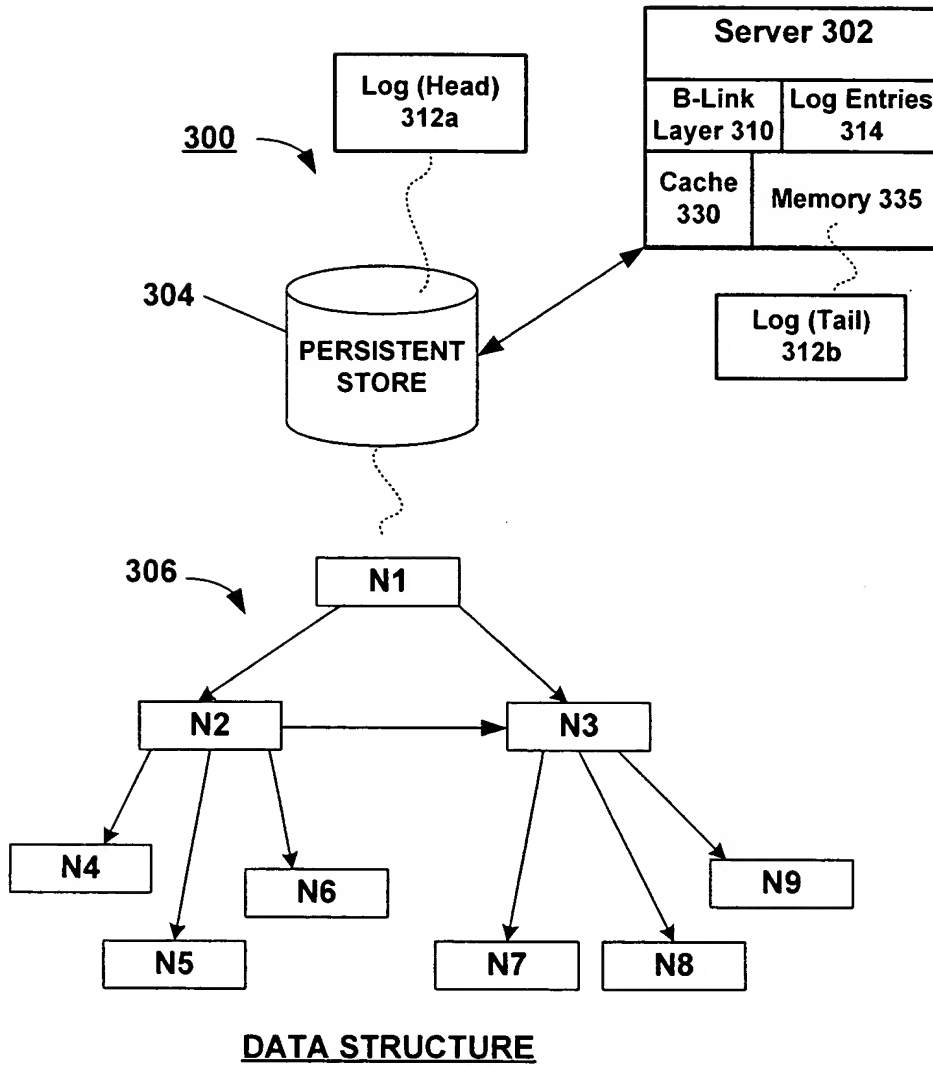 Server 302
Log (Head)
312a
B-Link
Layer 310
Log Entries
314
300
Cache
330
Memory 335
304
PERSISTENT
STORE
Log (Tail)
312b
306
N1
N2
N3
N4
N6
N9
N5
N7
N8
DATA STRUCTURE